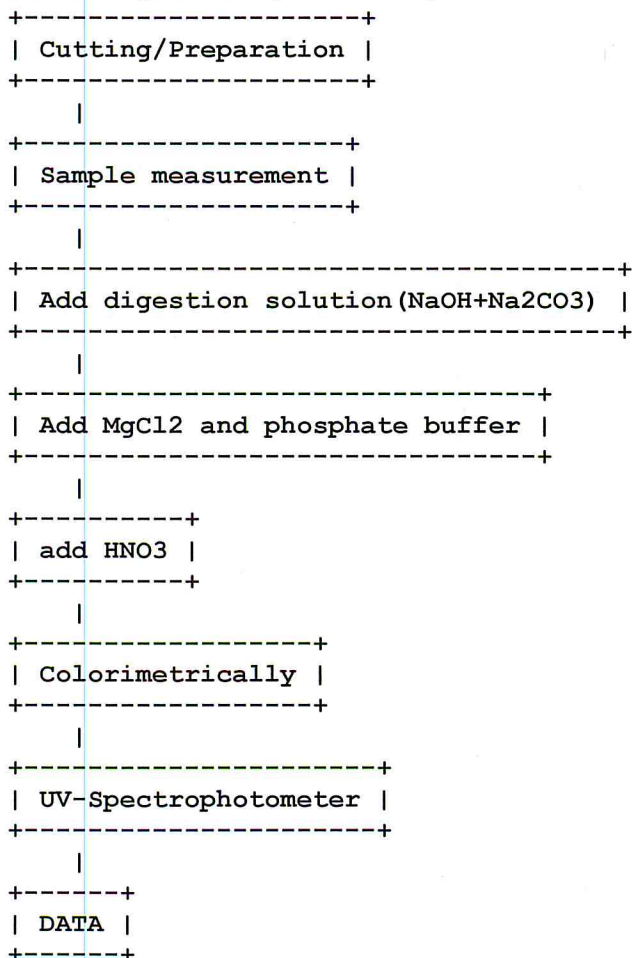 +---------------------+
| Cutting/Preparation |
+---------------------+
|
+--------------------+
| Sample measurement |
+--------------------+
|
+-------------------------------------+
| Add digestion solution(NaOH+Na2CO3) |
+-------------------------------------+
|
+--------------------------------+
| Add MgCl2 and phosphate buffer |
+--------------------------------+
|
+----------+
| add HNO3 |
+----------+
|
+------------------+
| Colorimetrically |
+------------------+
|
+----------------------+
| UV-Spectrophotometer |
+----------------------+
|
+------+
| DATA |
+------+